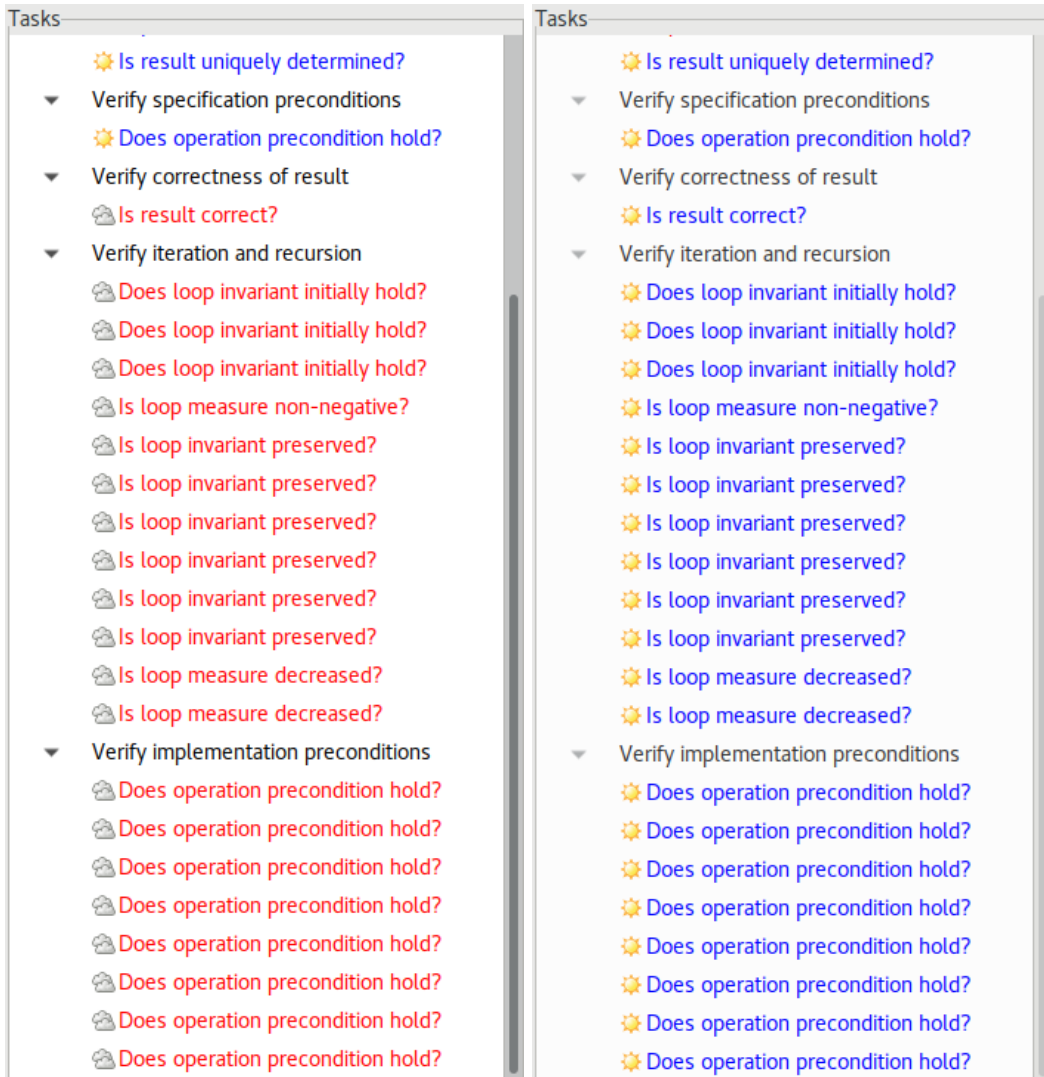 Tasks
Is result uniquely determined?
Verify specification preconditions
Does operation precondition hold?
Verify correctness of result
Is result correct?
Verify iteration and recursion
Does loop invariant initially hold?
Does loop invariant initially hold?
Does loop invariant initially hold?
Is loop measure non-negative?
Is loop invariant preserved?
Is loop invariant preserved?
Is loop invariant preserved?
Is loop invariant preserved?
Is loop invariant preserved?
Is loop invariant preserved?
Is loop measure decreased?
Is loop measure decreased?
Verify implementation preconditions
Does operation precondition hold?
Does operation precondition hold?
Does operation precondition hold?
Does operation precondition hold?
Does operation precondition hold?
Does operation precondition hold?
Does operation precondition hold?
Does operation precondition hold?
Tasks
Is result uniquely determined?
Verify specification preconditions
Does operation precondition hold?
Verify correctness of result
Is result correct?
Verify iteration and recursion
Does loop invariant initially hold?
Does loop invariant initially hold?
Does loop invariant initially hold?
Is loop measure non-negative?
Is loop invariant preserved?
Is loop invariant preserved?
Is loop invariant preserved?
Is loop invariant preserved?
Is loop invariant preserved?
Is loop invariant preserved?
Is loop measure decreased?
Is loop measure decreased?
Verify implementation preconditions
Does operation precondition hold?
Does operation precondition hold?
Does operation precondition hold?
Does operation precondition hold?
Does operation precondition hold?
Does operation precondition hold?
Does operation precondition hold?
Does operation precondition hold?